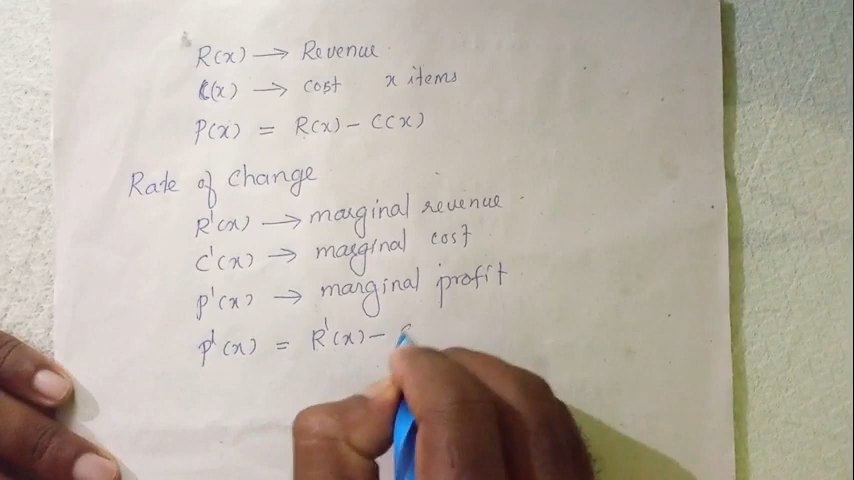 R(x) → Revenue
C(x) → cost x items
P(x) = R(x) - C(x)
Rate of change
R'(x) → marginal revenue
C'(x) → marginal cost
P'(x) → marginal profit
P'(x) = R'(x) - C